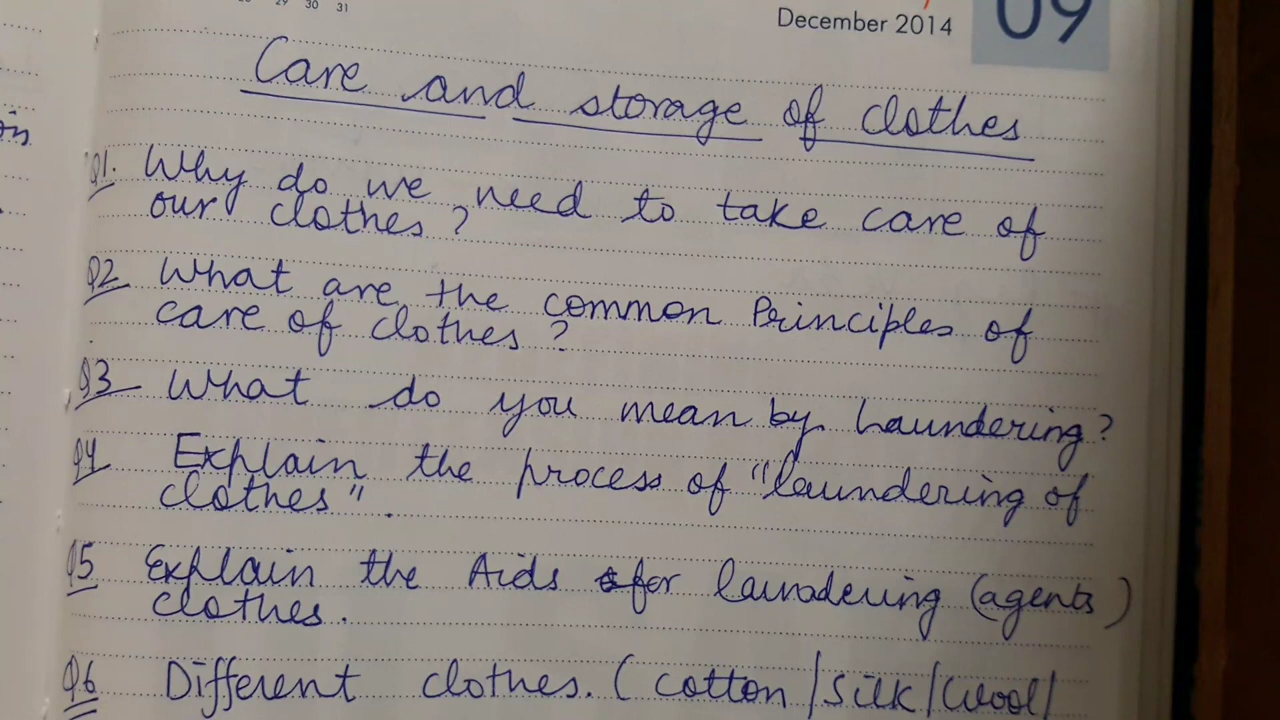 29 30 31
December 2014 09
Care and storage of clothes
Q1. Why do we need to take care of
our clothes?
Q2 What are the common Principles of
care of clothes?
Q3 What do you mean by Laundering?
Q4 Explain the process of "laundering of
clothes".
Q5 Explain the Aids for laundering (agents)
clothes.
Q6 Different clothes. (cotton/silk/wool/